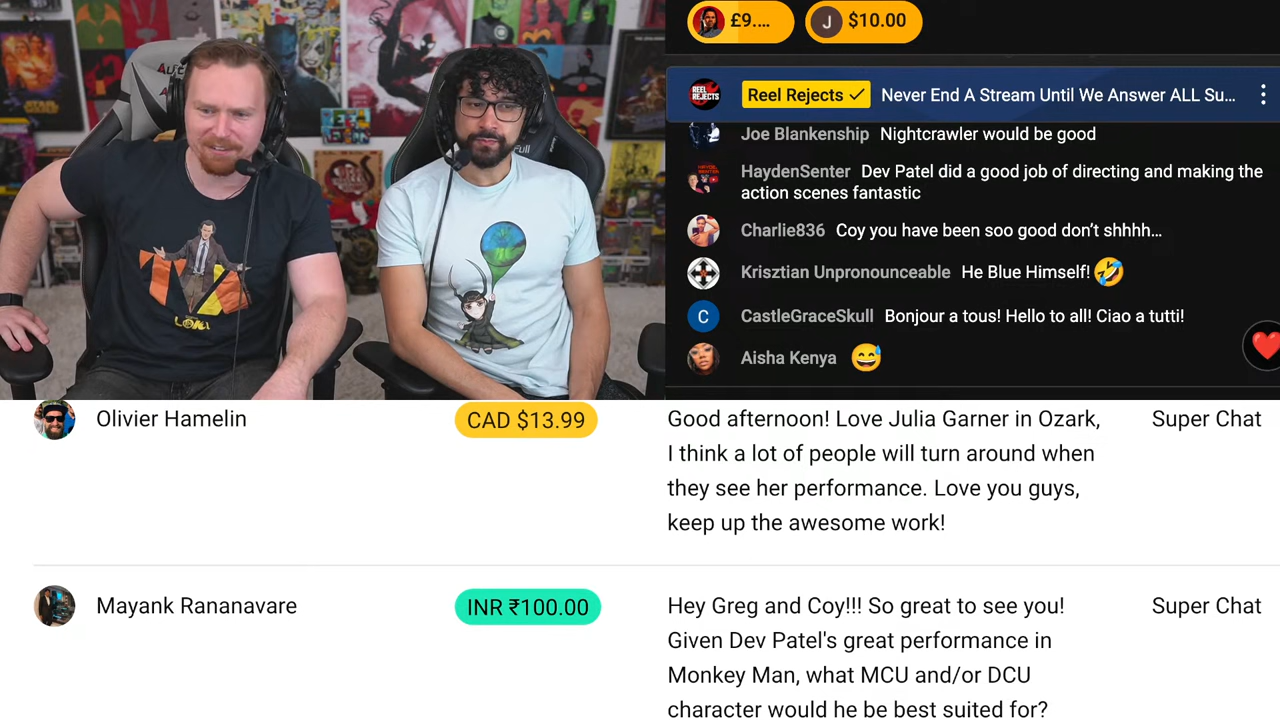 £9....
J
$10.00
REEL
REJECTS
Reel Rejects
Never End A Stream Until We Answer ALL Su...
Joe Blankenship Nightcrawler would be good
HaydenSenter Dev Patel did a good job of directing and making the
action scenes fantastic
Charlie836 Coy you have been soo good don’t shhhh...
Krisztian Unpronounceable He Blue Himself! 🤣
C
CastleGraceSkull Bonjour a tous! Hello to all! Ciao a tutti!
Aisha Kenya 😅
LOKI
Olivier Hamelin
CAD $13.99
Good afternoon! Love Julia Garner in Ozark,
I think a lot of people will turn around when
they see her performance. Love you guys,
keep up the awesome work!
Super Chat
Mayank Rananavare
INR ₹100.00
Hey Greg and Coy!!! So great to see you!
Given Dev Patel's great performance in
Monkey Man, what MCU and/or DCU
character would he be best suited for?
Super Chat